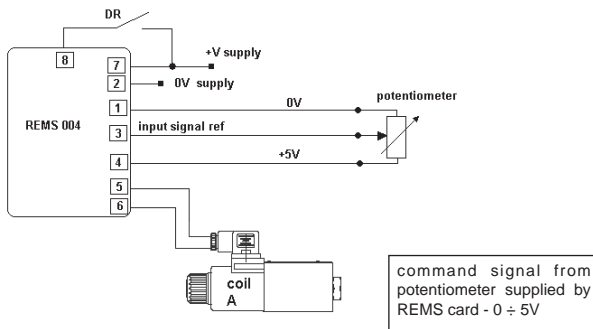 DR
8
7
+V supply
2
0V supply
1
0V
potentiometer
REMS 004
3
input signal ref
4
+5V
5
6
coil
A
command signal from
potentiometer supplied by
REMS card - 0 ÷ 5V